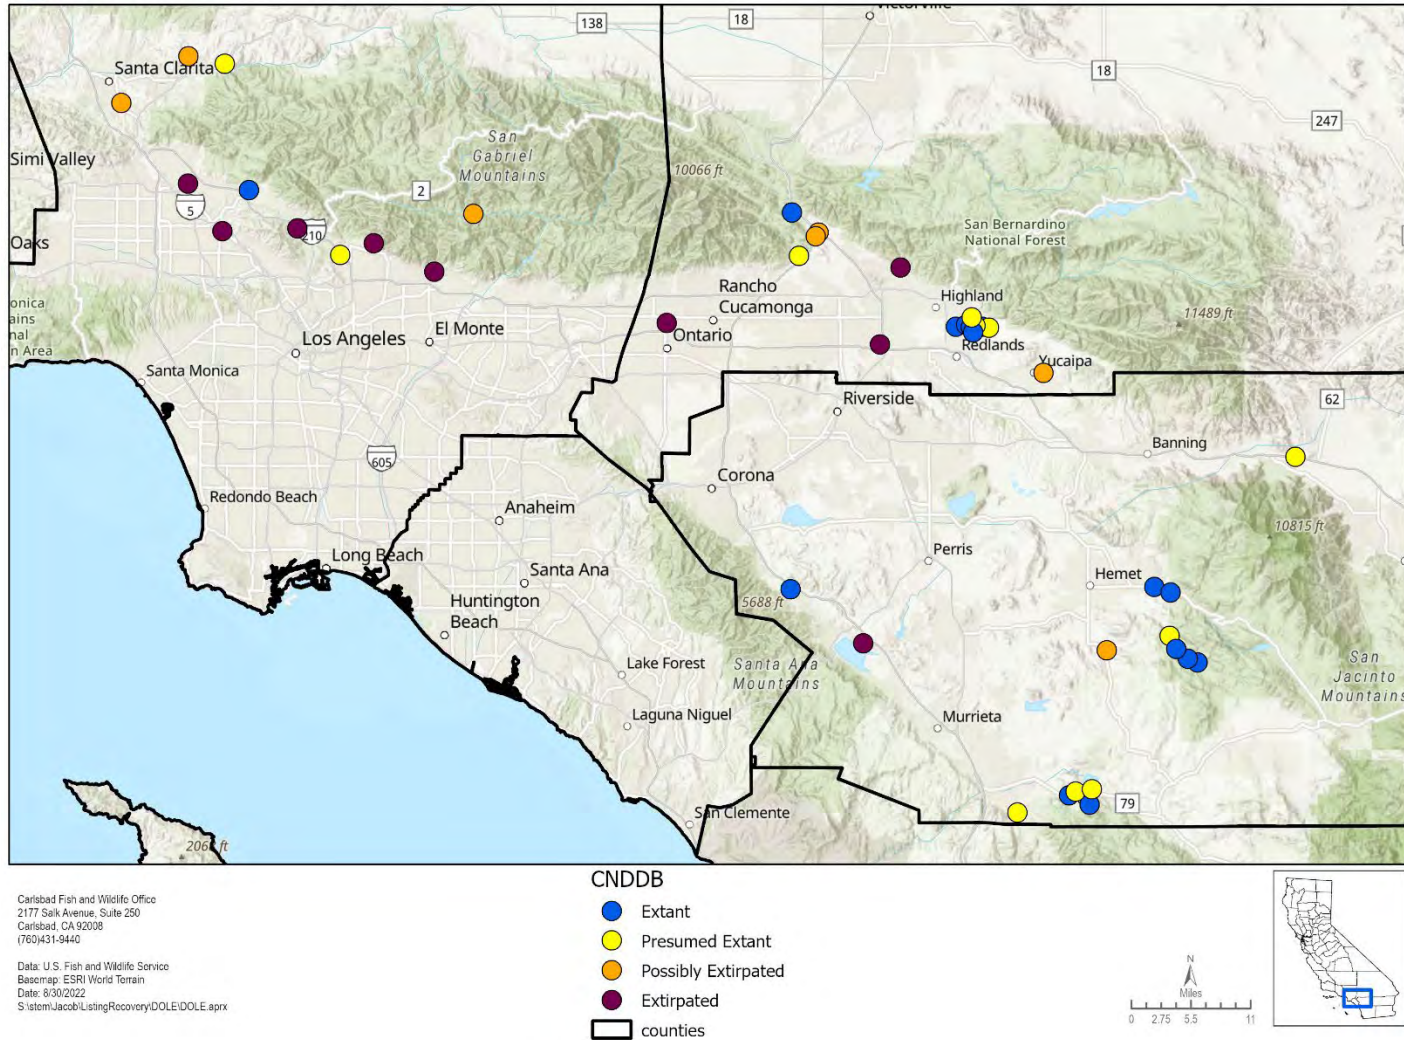 138
18
Victorville
Santa Clarita
18
247
San
Gabriel
Mountains
Simi Valley
10066 ft
2
5
San Bernardino
National Forest
Oaks
210
Rancho
Cucamonga
Highland
11489 ft
onica
ains
nal
n Area
El Monte
Los Angeles
Ontario
Redlands
Yucaipa
Santa Monica
62
Riverside
Banning
605
Corona
Redondo Beach
Anaheim
10815 ft
Long Beach
Perris
Santa Ana
Hemet
Huntington
Beach
5688 ft
Lake Forest
Santa Ana
Mountains
San
Jacinto
Mountains
Laguna Niguel
Murrieta
79
San Clemente
ft
CNDDB
Extant
Presumed Extant
Possibly Extirpated
Extirpated
counties
Carlsbad Fish and Wildlife Office
2177 Salk Avenue, Suite 250
Carlsbad, CA 92008
(760)431-9440
Data: U.S. Fish and Wildlife Service
Basemap: ESRI World Terrain
Date: 8/30/2022
S:\stem\Jacob\ListingRecovery\DOLE\DOLE.aprx
N
Miles
0 2.75 5.5 11